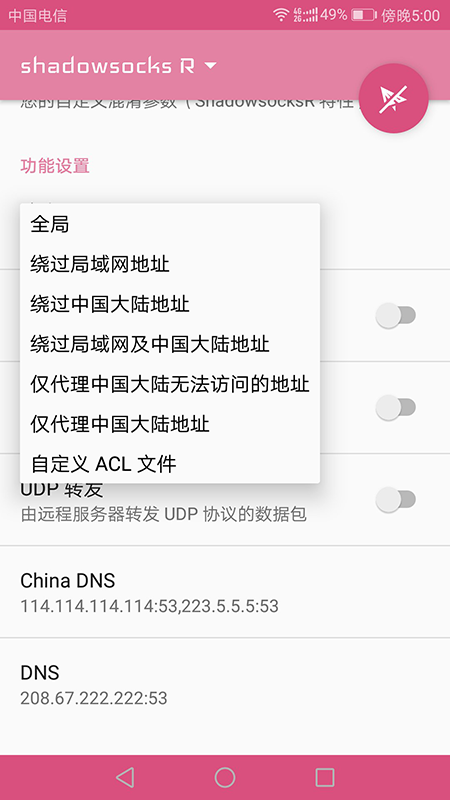 中国电信 4G 2G 49% 傍晚5:00
shadowsocks R
您的自定义混淆参数（ShadowsocksR 特性
功能设置
全局
绕过局域网地址
绕过中国大陆地址
绕过局域网及中国大陆地址
仅代理中国大陆无法访问的地址
仅代理中国大陆地址
自定义 ACL 文件
UDP 转发
由远程服务器转发 UDP 协议的数据包
China DNS
114.114.114.114:53,223.5.5.5:53
DNS
208.67.222.222:53